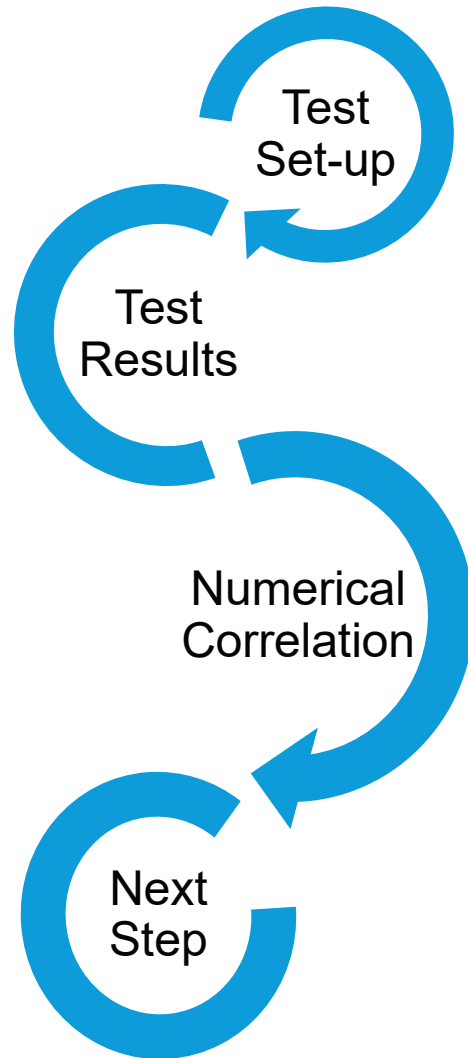 Test
Set-up
Test
Results
Numerical
Correlation
Next
Step